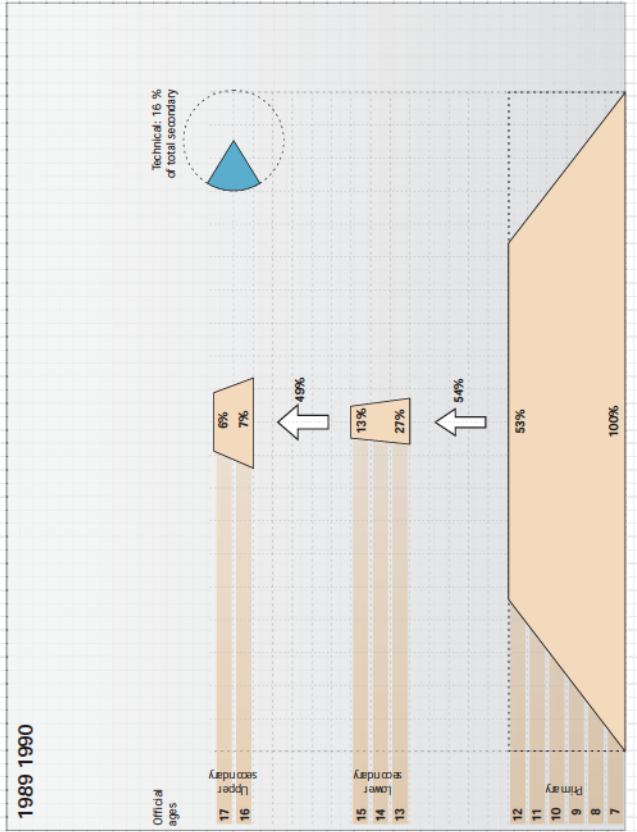 1989 1990
Technical: 16 %
of total secondary
Official
ages
17
16
Upper
secondary
6%
7%
49%
15
14
13
Lower
secondary
13%
27%
54%
12
11
10
9
8
7
Primary
53%
100%